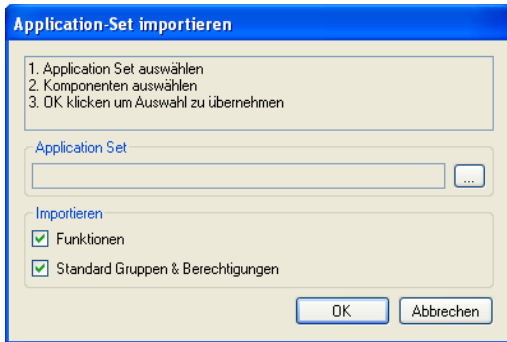 Application-Set importieren
1. Application Set auswählen
2. Komponenten auswählen
3. OK klicken um Auswahl zu übernehmen
Application Set
...
Importieren
Funktionen
Standard Gruppen & Berechtigungen
OK Abbrechen